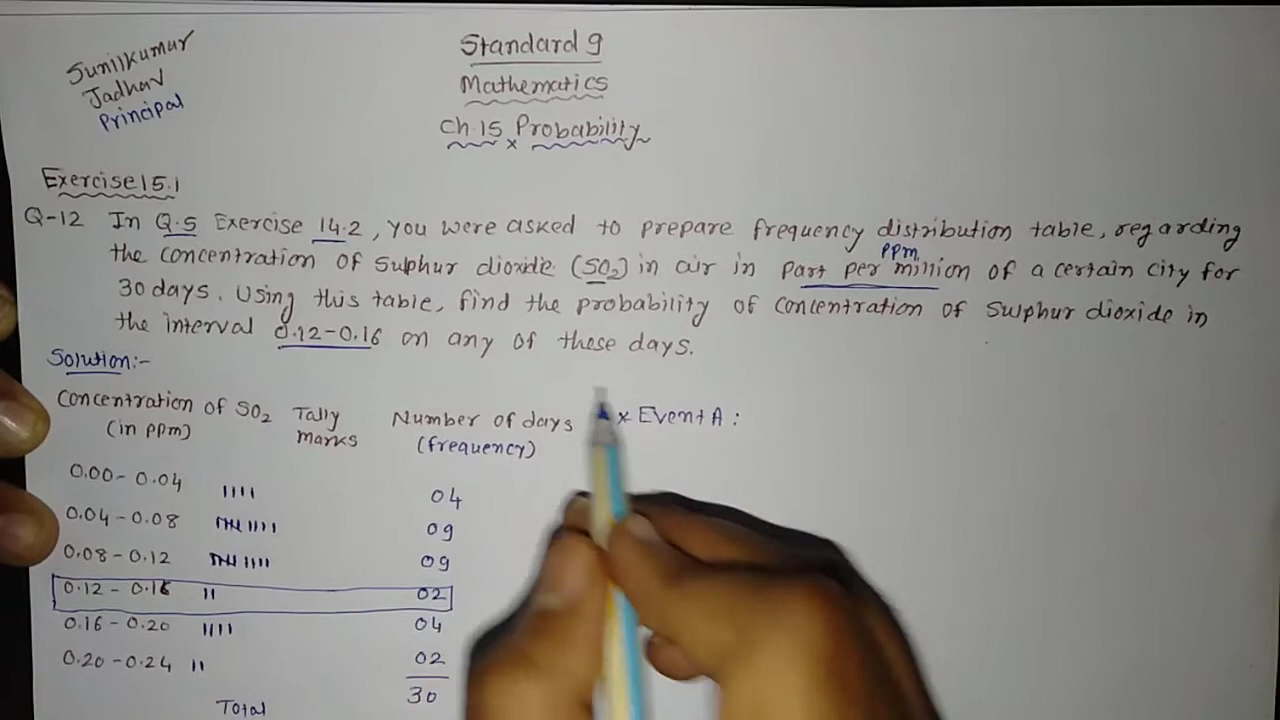 Sunilkumar
Jadhav
Principal
Standard 9
Mathematics
Ch 15 x Probability
Exercise 15.1
Q-12 In Q.5 Exercise 14.2, you were asked to prepare frequency distribution table, regarding
the concentration of Sulphur dioxide (SO2) in air in part per million of a certain city for
ppm
30 days. Using this table, find the probability of concentration of Sulphur dioxide in
the interval 0.12-0.16 on any of these days.
Solution:-
Concentration of SO2 Tally Number of days x Event A:
(in ppm) marks (frequency)
0.00-0.04 |||| 04
0.04-0.08 𝍸 |||| 09
0.08-0.12 𝍸 |||| 09
0.12-0.16 || 02
0.16-0.20 |||| 04
0.20-0.24 || 02
Total 30